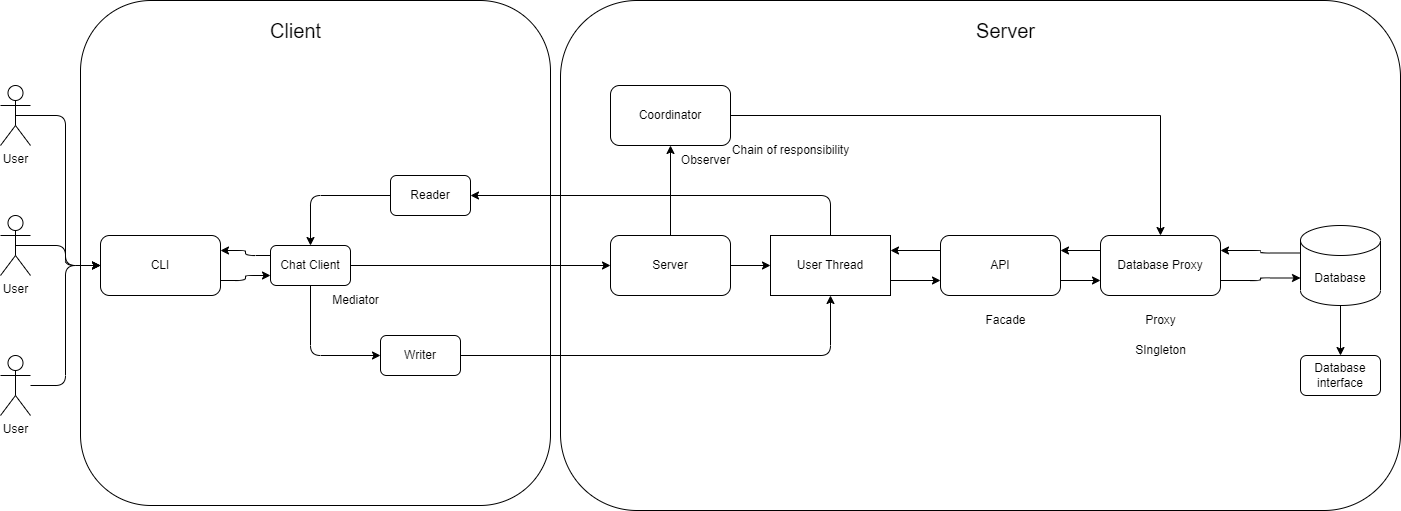 Client
Server
User
Coordinator
Observer
Chain of responsibility
Reader
User
CLI
Chat Client
Mediator
Server
User Thread
API
Facade
Database Proxy
Proxy
SIngleton
Database
Writer
Database
interface
User